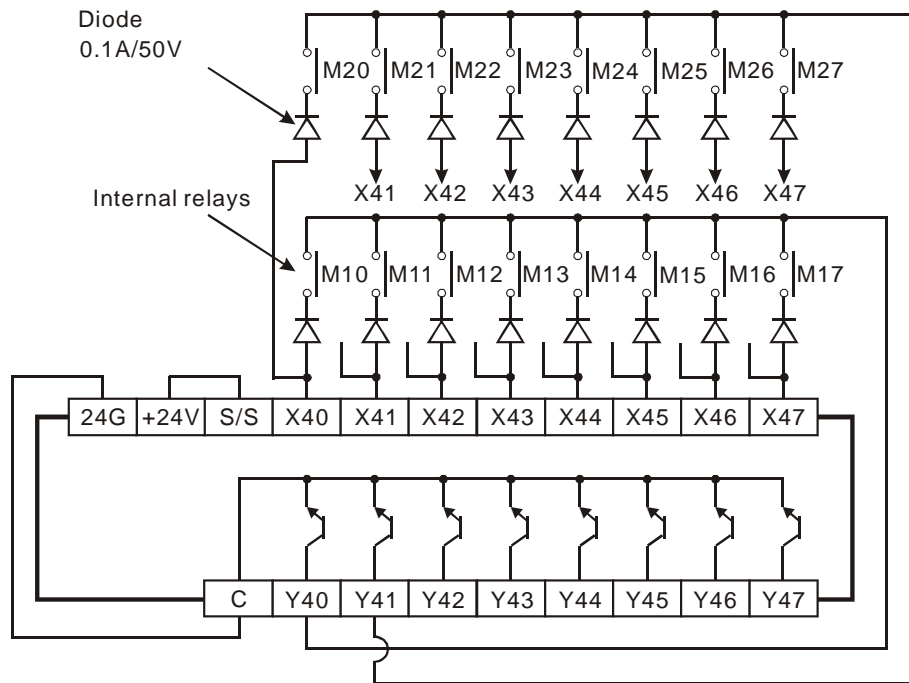 Diode
0.1A/50V
M20 M21 M22 M23 M24 M25 M26 M27
X41 X42 X43 X44 X45 X46 X47
Internal relays
M10 M11 M12 M13 M14 M15 M16 M17
24G +24V S/S X40 X41 X42 X43 X44 X45 X46 X47
C Y40 Y41 Y42 Y43 Y44 Y45 Y46 Y47